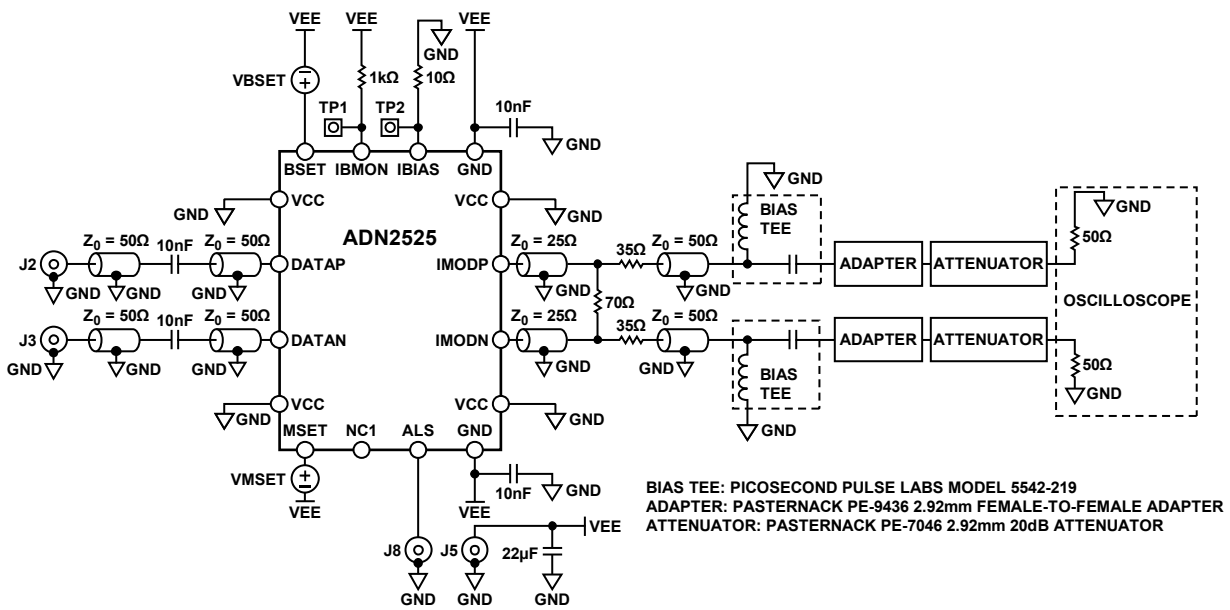 VEE VEE GND VEE
VBSET 1kΩ 10Ω
TP1 TP2 10nF
GND
BSET IBMON IBIAS GND
VCC VCC
GND GND
GND
BIAS
TEE
GND
50Ω
ADN2525
Z0 = 50Ω 10nF Z0 = 50Ω
Z0 = 25Ω 35Ω Z0 = 50Ω
J2 DATAP IMODP
ADAPTER ATTENUATOR
GND GND GND
GND GND
70Ω
OSCILLOSCOPE
Z0 = 50Ω 10nF Z0 = 50Ω
Z0 = 25Ω 35Ω Z0 = 50Ω
J3 DATAN IMODN
ADAPTER ATTENUATOR
GND GND GND
GND GND
BIAS
TEE
50Ω
GND
VCC VCC
GND GND
GND
MSET NC1 ALS GND
VMSET
10nF GND
VEE VEE
VEE
J8 J5 22µF
GND GND GND
BIAS TEE: PICOSECOND PULSE LABS MODEL 5542-219
ADAPTER: PASTERNACK PE-9436 2.92mm FEMALE-TO-FEMALE ADAPTER
ATTENUATOR: PASTERNACK PE-7046 2.92mm 20dB ATTENUATOR